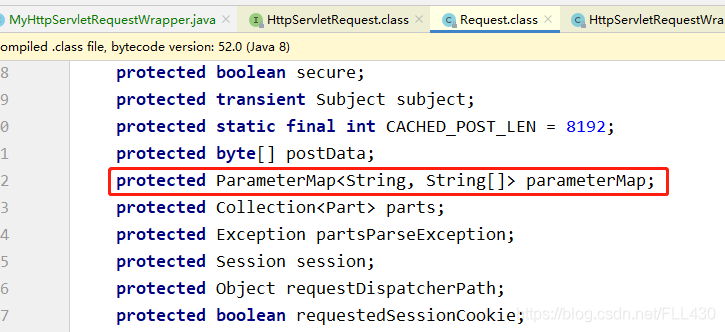 MyHttpServletRequestWrapper.java × HttpServletRequest.class × Request.class × HttpServletRequestWra
ompiled .class file, bytecode version: 52.0 (Java 8)
8 protected boolean secure;
9 protected transient Subject subject;
0 protected static final int CACHED_POST_LEN = 8192;
1 protected byte[] postData;
2 protected ParameterMap<String, String[]> parameterMap;
3 protected Collection<Part> parts;
4 protected Exception partsParseException;
5 protected Session session;
6 protected Object requestDispatcherPath;
7 protected boolean requestedSessionCookie;
https://blog.csdn.net/FLL430